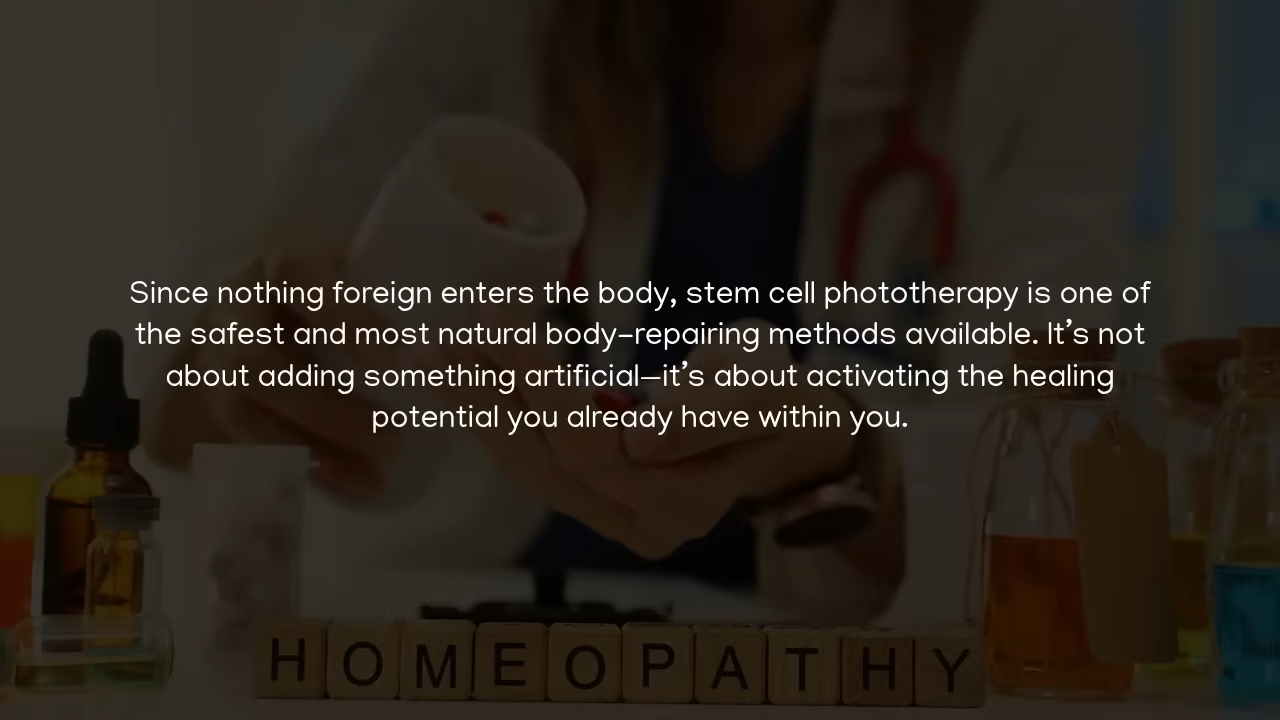 Since nothing foreign enters the body, stem cell phototherapy is one of
the safest and most natural body-repairing methods available. It’s not
about adding something artificial—it’s about activating the healing
potential you already have within you.
HOMEOPATHY